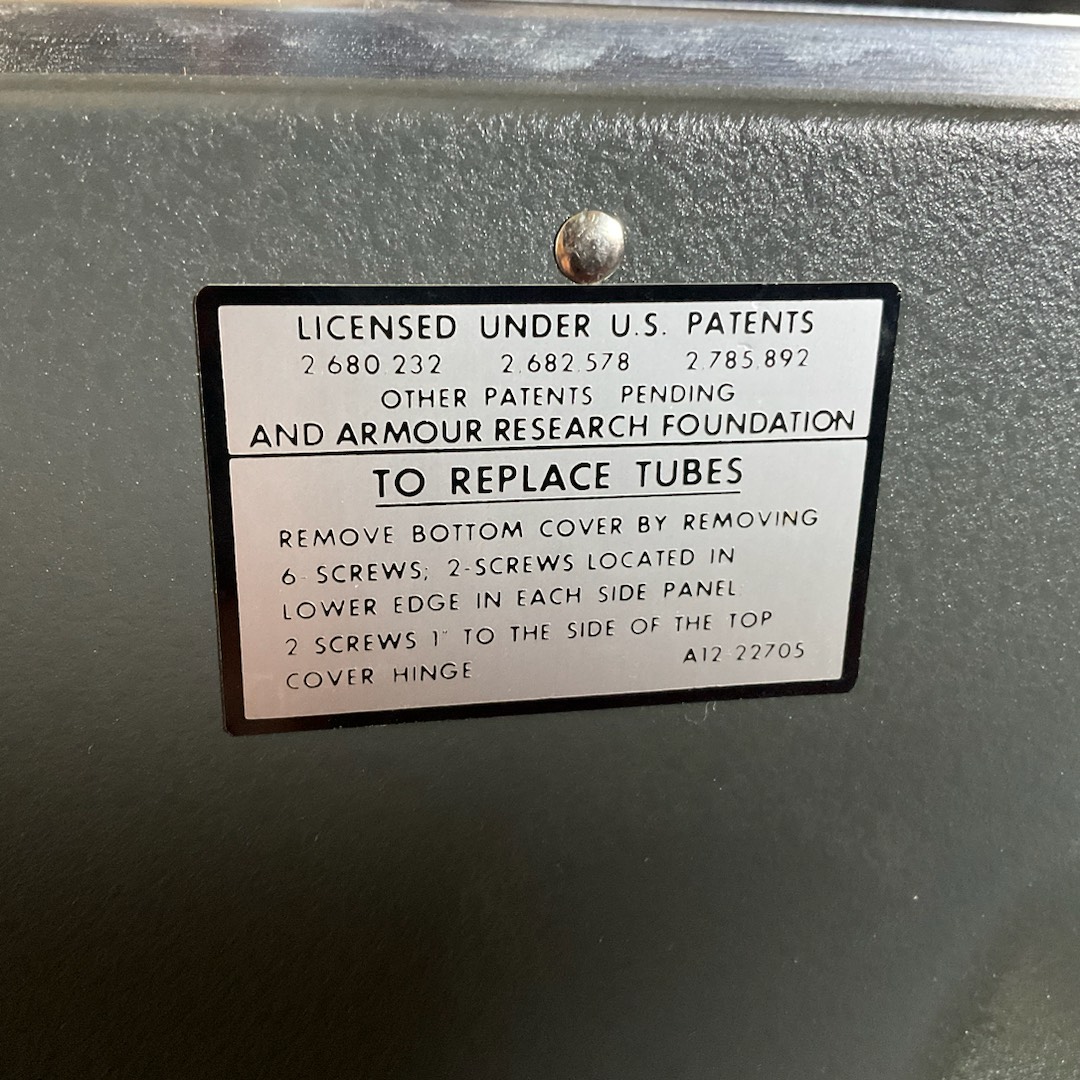 LICENSED UNDER U.S. PATENTS
2.680.232 2.682.578 2.785.892
OTHER PATENTS PENDING
AND ARMOUR RESEARCH FOUNDATION
TO REPLACE TUBES
REMOVE BOTTOM COVER BY REMOVING
6-SCREWS; 2-SCREWS LOCATED IN
LOWER EDGE IN EACH SIDE PANEL.
2 SCREWS 1" TO THE SIDE OF THE TOP
COVER HINGE A12-22705